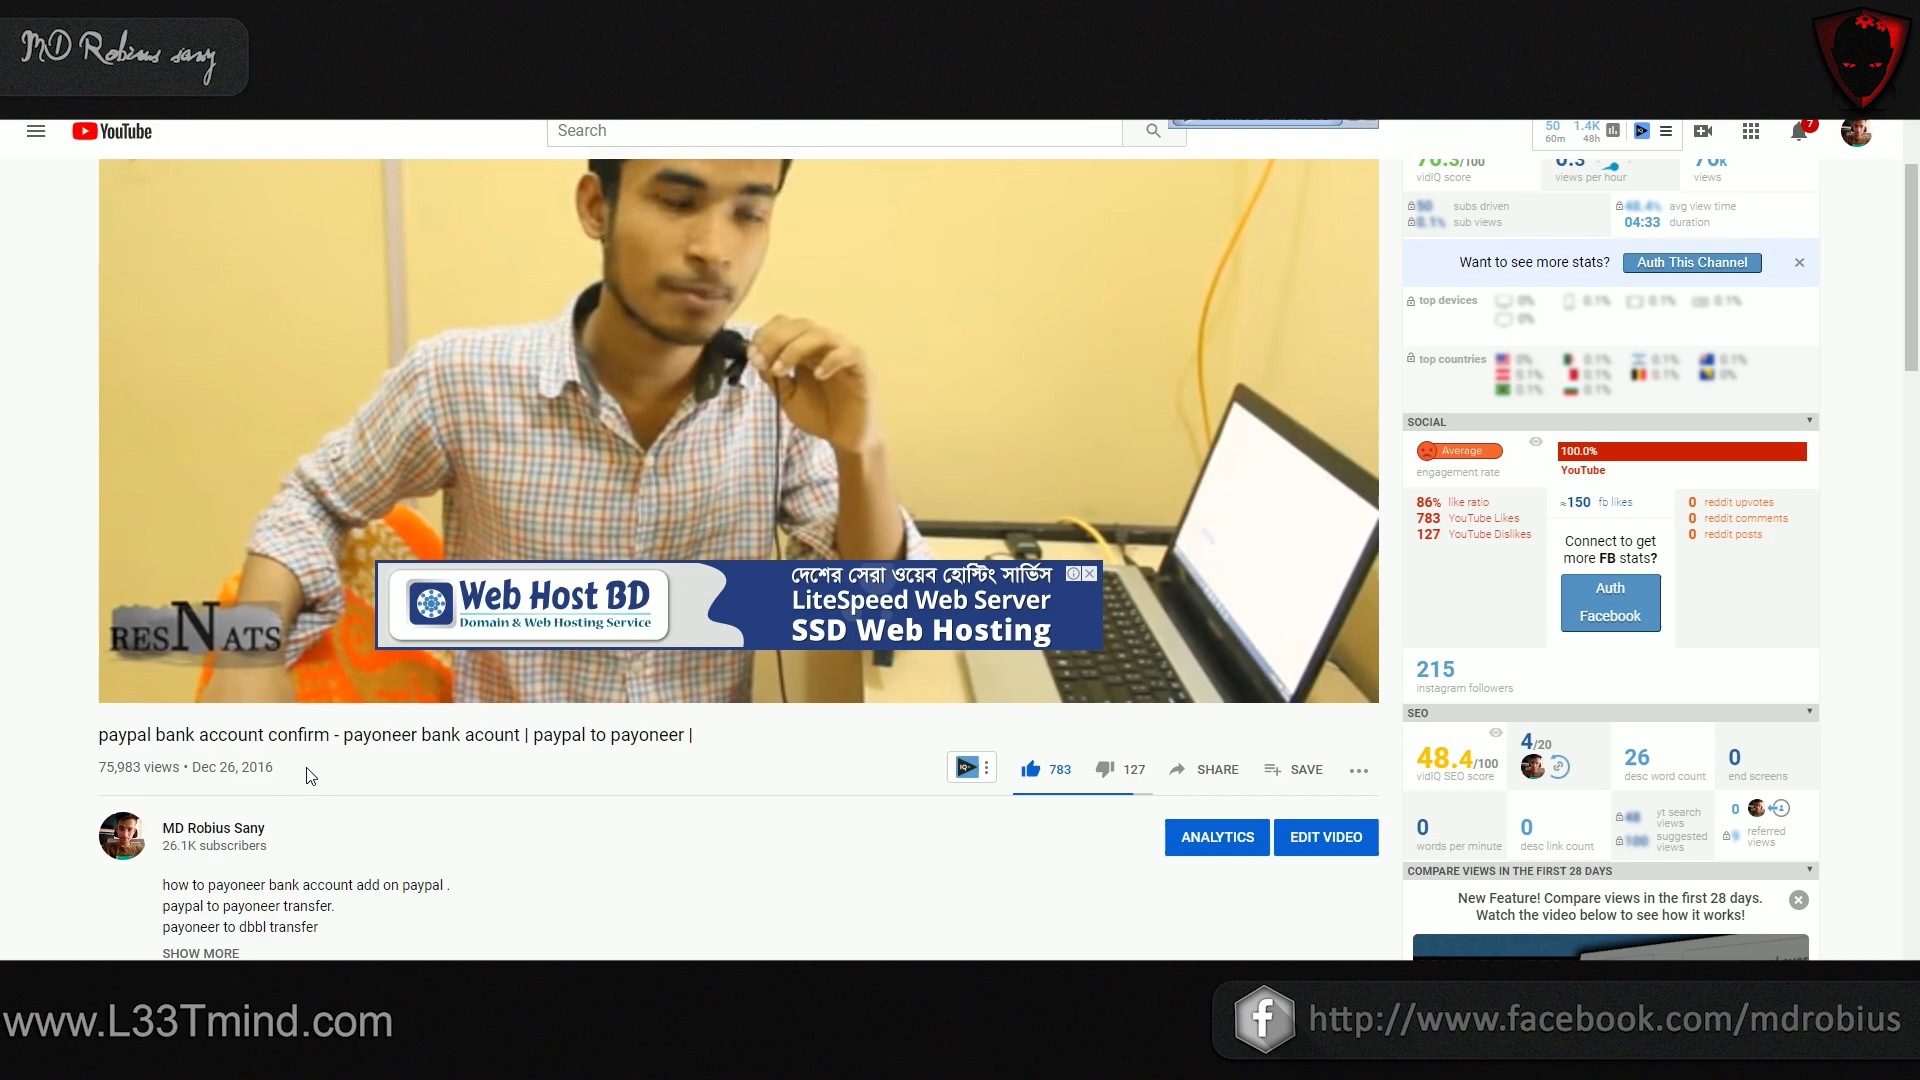 MD Robius sany
YouTube
Search
50
60m
1.4K
48h
7
/100
vidIQ score
views per hour
views
subs driven
sub views
avg view time
04:33 duration
Want to see more stats?
Auth This Channel
top devices
top countries
SOCIAL
Average
engagement rate
100.0%
YouTube
86% like ratio
783 YouTube Likes
127 YouTube Dislikes
≈150 fb likes
Connect to get
more FB stats?
Auth
Facebook
0 reddit upvotes
0 reddit comments
0 reddit posts
215
instagram followers
SEO
48.4/100
vidIQ SEO score
4/20
26
desc word count
0
end screens
0
words per minute
0
desc link count
yt search
views
suggested
views
0
referred
views
COMPARE VIEWS IN THE FIRST 28 DAYS
New Feature! Compare views in the first 28 days.
Watch the video below to see how it works!
RESNATS
Web Host BD
Domain & Web Hosting Service
দেশের সেরা ওয়েব হোস্টিং সার্ভিস
LiteSpeed Web Server
SSD Web Hosting
paypal bank account confirm - payoneer bank acount | paypal to payoneer |
75,983 views • Dec 26, 2016
783
127
SHARE
SAVE
MD Robius Sany
26.1K subscribers
ANALYTICS
EDIT VIDEO
how to payoneer bank account add on paypal .
paypal to payoneer transfer.
payoneer to dbbl transfer
SHOW MORE
www.L33Tmind.com
http://www.facebook.com/mdrobius